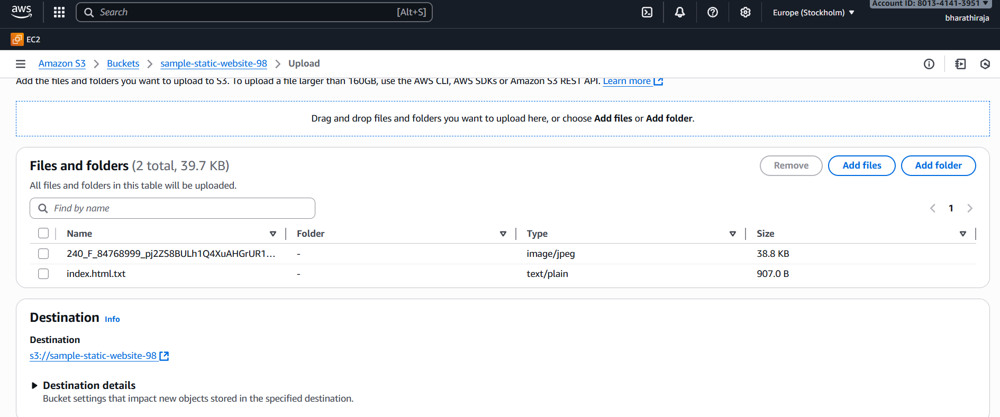 aws
Search [Alt+S]
Europe (Stockholm)
Account ID: 8013-4141-3951
bharathiraja
EC2
Amazon S3 Buckets sample-static-website-98 Upload
Add the files and folders you want to upload to S3. To upload a file larger than 160GB, use the AWS CLI, AWS SDKs or Amazon S3 REST API. Learn more
Drag and drop files and folders you want to upload here, or choose Add files or Add folder.
Files and folders (2 total, 39.7 KB)
Remove Add files Add folder
All files and folders in this table will be uploaded.
Find by name
1
Name Folder Type Size
240_F_84768999_pj2ZS8BULh1Q4XuAHGrUR1... - image/jpeg 38.8 KB
index.html.txt - text/plain 907.0 B
Destination Info
Destination
s3://sample-static-website-98
Destination details
Bucket settings that impact new objects stored in the specified destination.